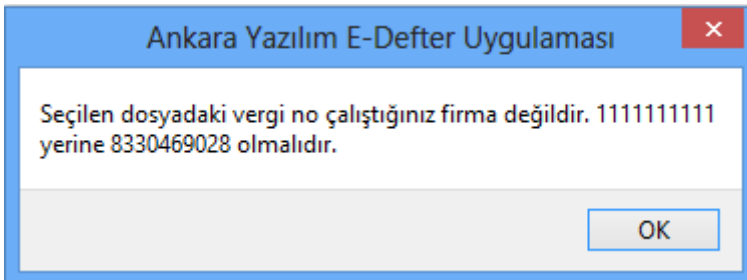 Ankara Yazılım E-Defter Uygulaması
Seçilen dosyadaki vergi no çalıştığınız firma değildir. 1111111111
yerine 8330469028 olmalıdır.
OK